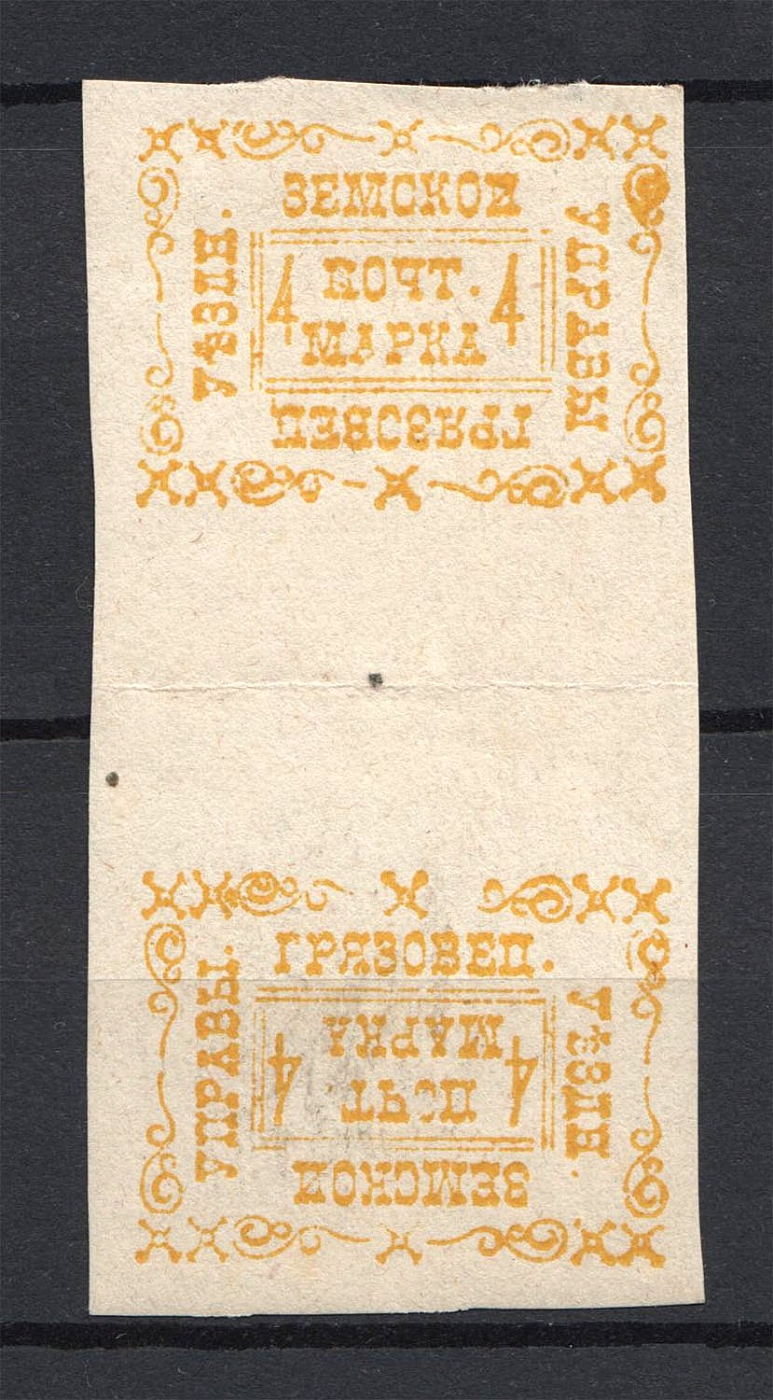 ЗЕМСКОЙ
УѢЗДН.
4 ПОЧТ. 4
МАРКА
УПРАВЫ
ГРЯЗОВЕЦ
ГРЯЗОВЕЦ.
УПРАВЫ.
4 ПОЧТ 4
МАРКА
УѢЗДН.
ЗЕМСКОЙ